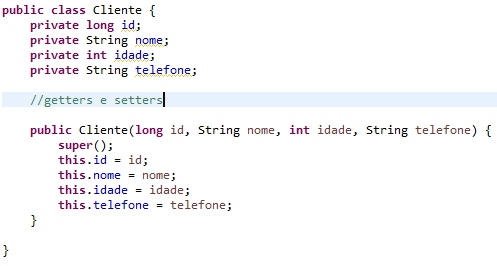 public class Cliente {
    private long id;
    private String nome;
    private int idade;
    private String telefone;
    //getters e setters
    public Cliente(long id, String nome, int idade, String telefone) {
        super();
        this.id = id;
        this.nome = nome;
        this.idade = idade;
        this.telefone = telefone;
    }
}